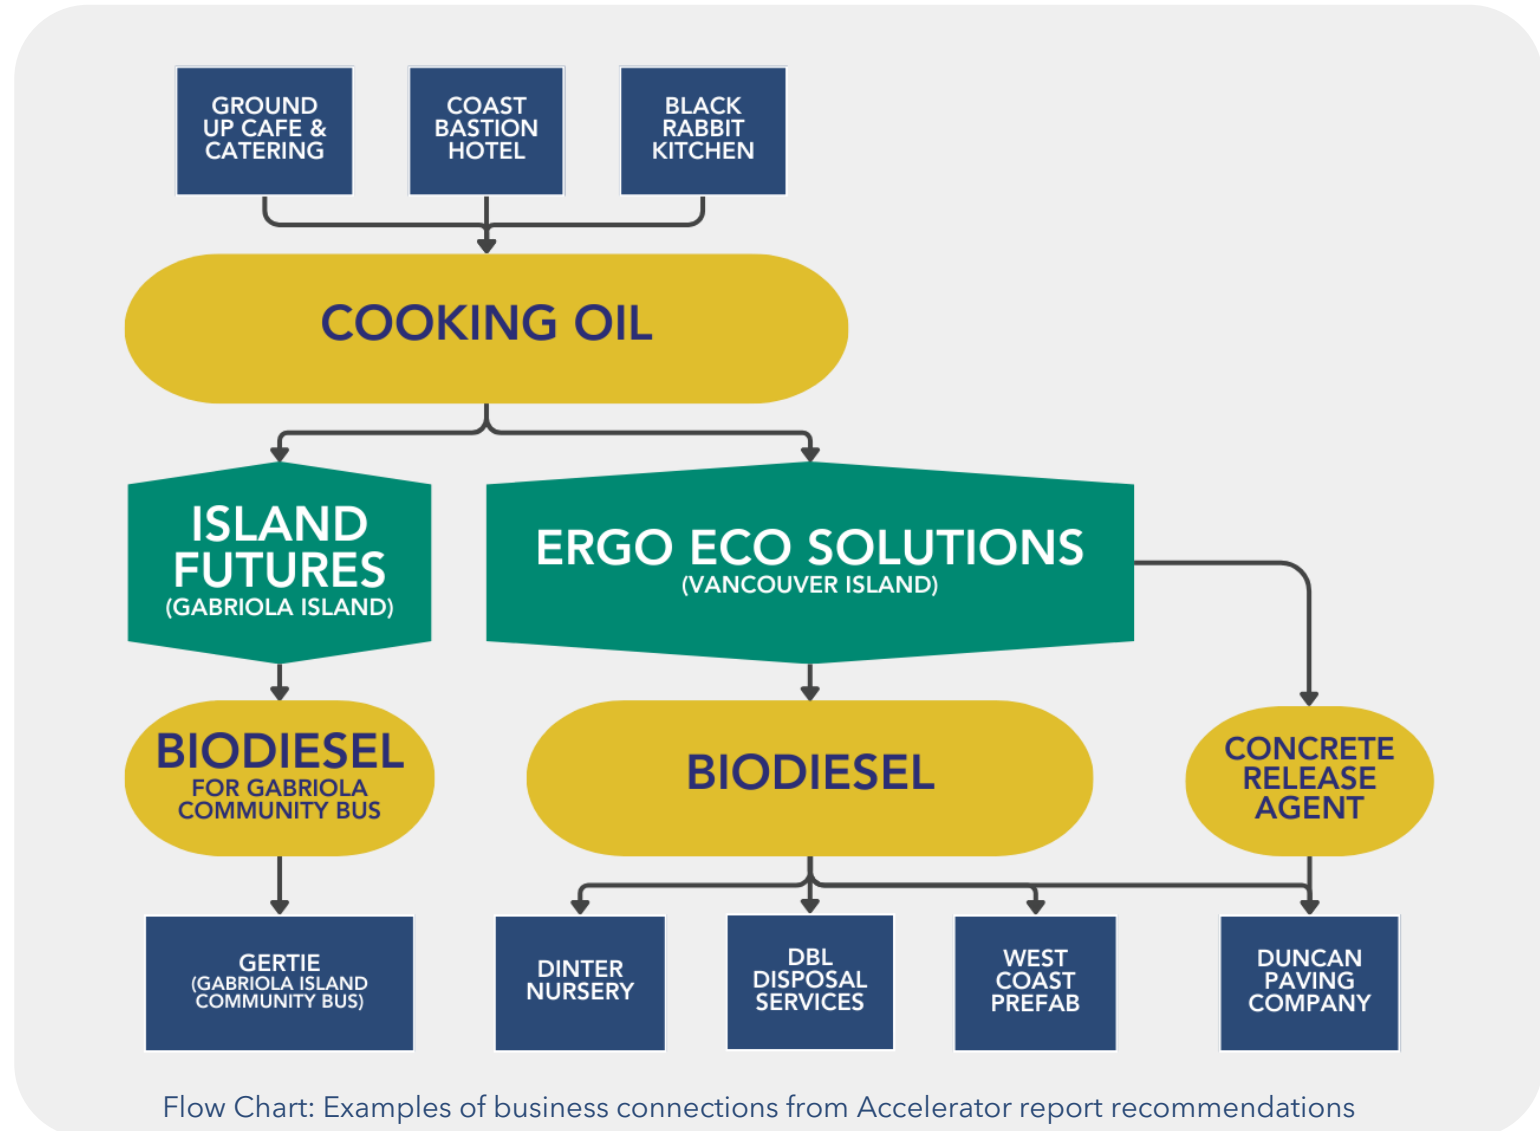 GROUND
UP CAFE &
CATERING
COAST
BASTION
HOTEL
BLACK
RABBIT
KITCHEN
COOKING OIL
ISLAND
FUTURES
(GABRIOLA ISLAND)
ERGO ECO SOLUTIONS
(VANCOUVER ISLAND)
BIODIESEL
FOR GABRIOLA
COMMUNITY BUS
BIODIESEL
CONCRETE
RELEASE
AGENT
GERTIE
(GABRIOLA ISLAND
COMMUNITY BUS)
DINTER
NURSERY
DBL
DISPOSAL
SERVICES
WEST
COAST
PREFAB
DUNCAN
PAVING
COMPANY
Flow Chart: Examples of business connections from Accelerator report recommendations